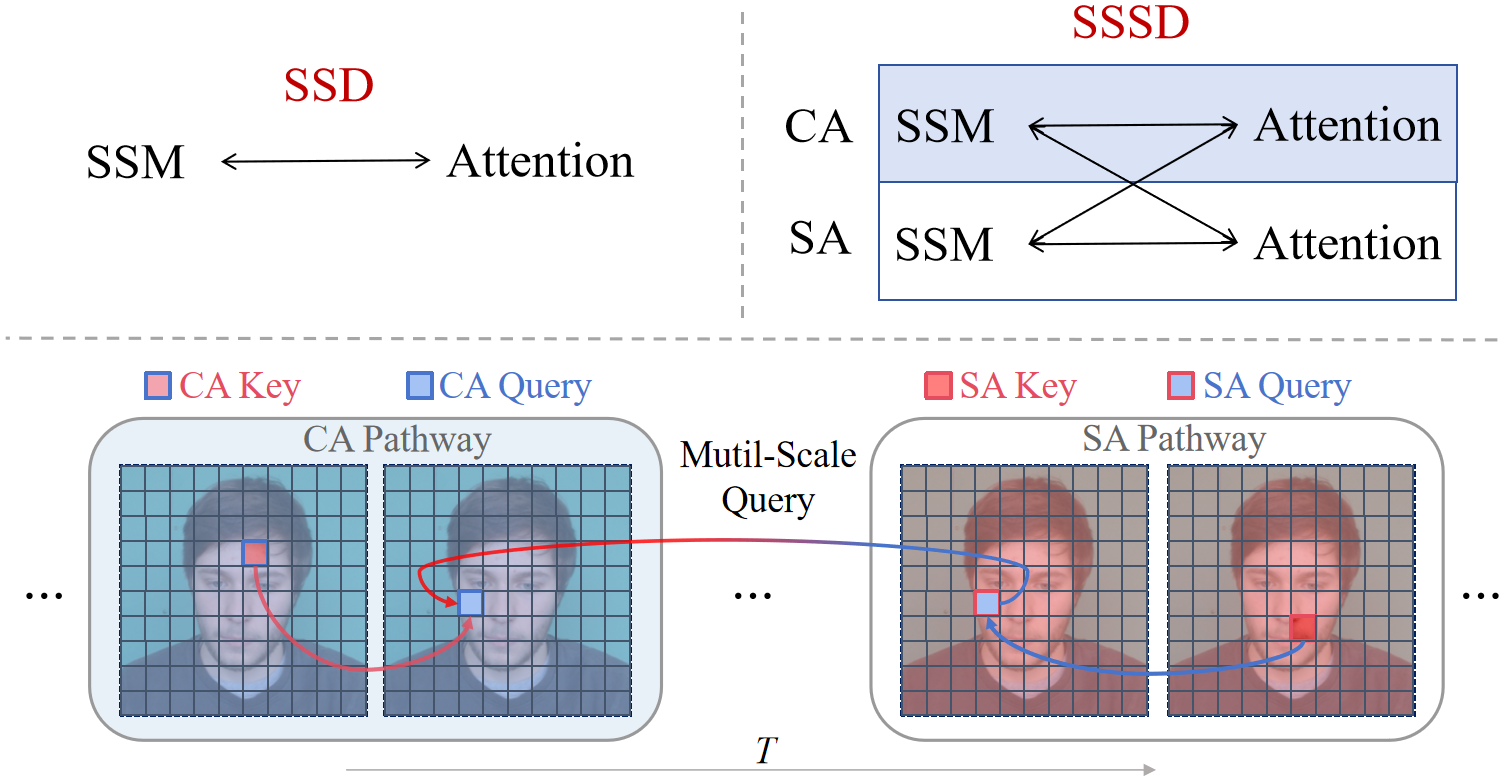 SSD
SSM
Attention
SSSD
CA
SSM
Attention
SA
SSM
Attention
CA Key
CA Query
SA Key
SA Query
CA Pathway
Mutil-Scale
Query
SA Pathway
...
...
...
T